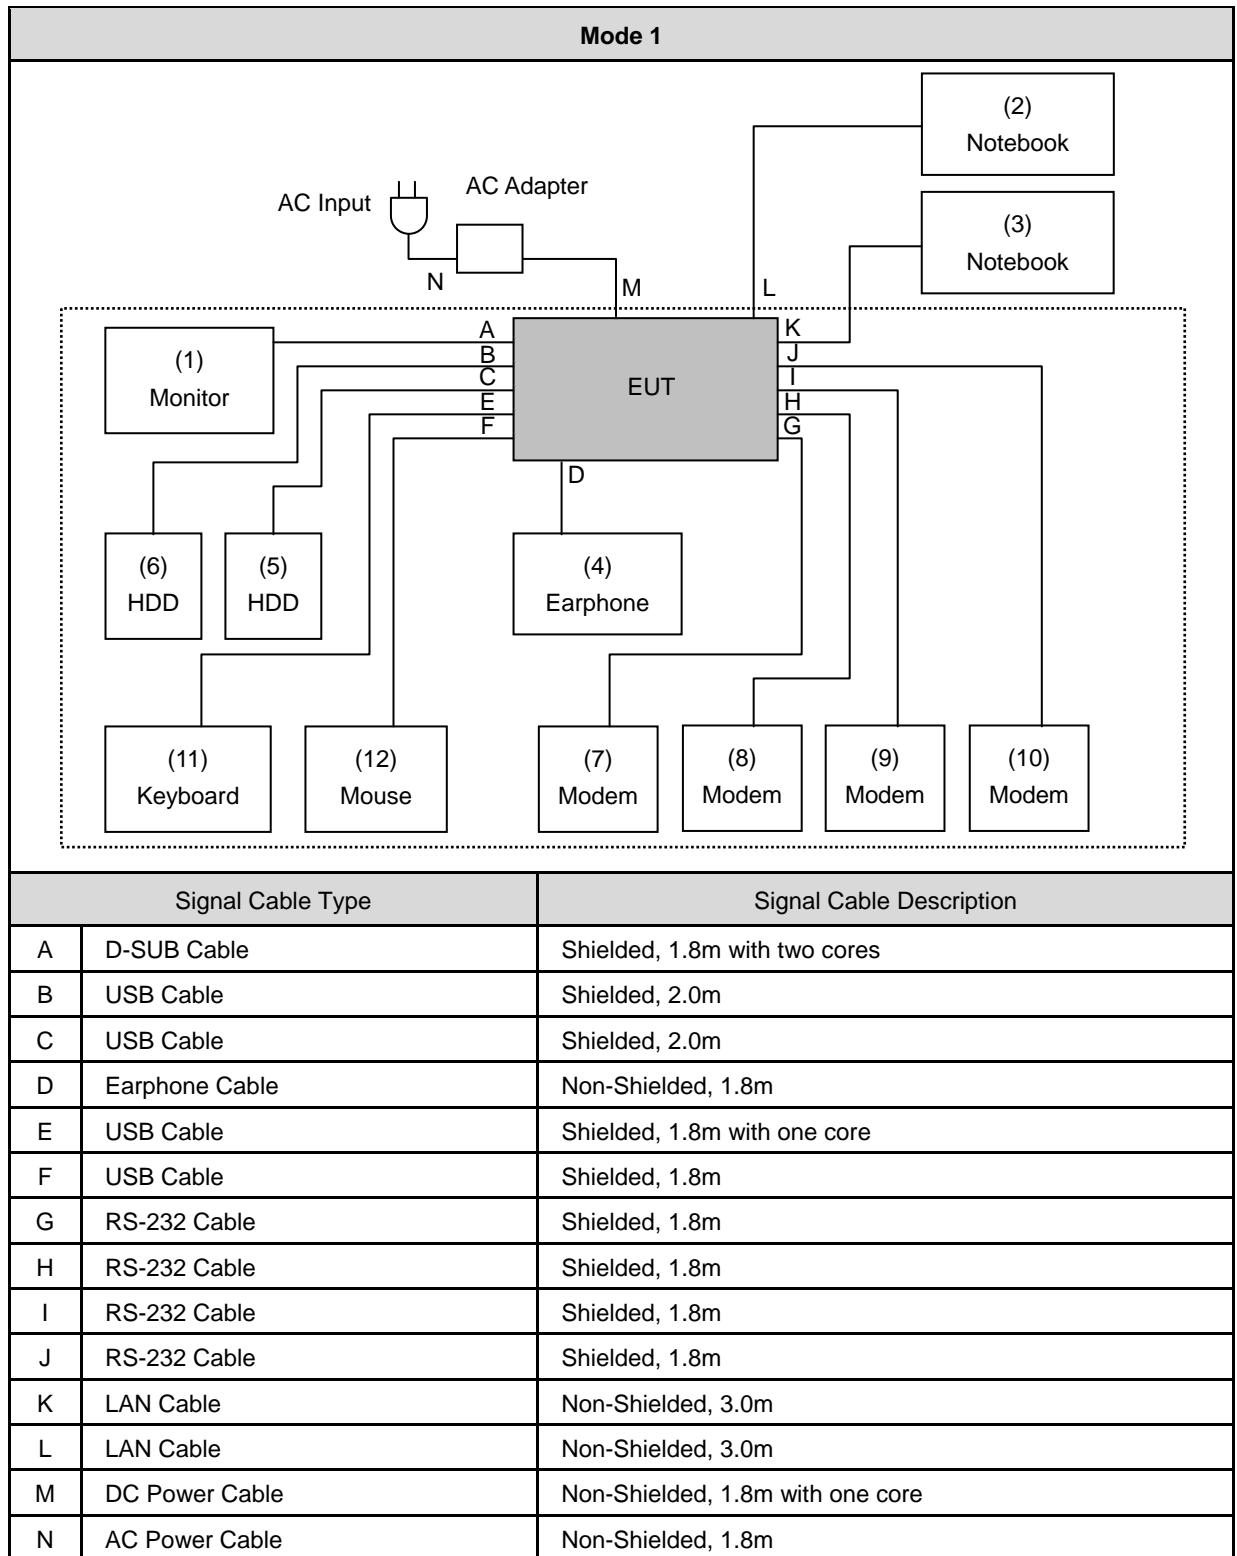 Mode 1
(2)
Notebook
AC Adapter
AC Input
(3)
Notebook
N
M
L
A
K
B
J
(1)
Monitor
C
I
EUT
E
H
F
G
D
(6)
HDD
(5)
HDD
(4)
Earphone
(11)
Keyboard
(12)
Mouse
(7)
Modem
(8)
Modem
(9)
Modem
(10)
Modem
Signal Cable Type Signal Cable Description
A D-SUB Cable Shielded, 1.8m with two cores
B USB Cable Shielded, 2.0m
C USB Cable Shielded, 2.0m
D Earphone Cable Non-Shielded, 1.8m
E USB Cable Shielded, 1.8m with one core
F USB Cable Shielded, 1.8m
G RS-232 Cable Shielded, 1.8m
H RS-232 Cable Shielded, 1.8m
I RS-232 Cable Shielded, 1.8m
J RS-232 Cable Shielded, 1.8m
K LAN Cable Non-Shielded, 3.0m
L LAN Cable Non-Shielded, 3.0m
M DC Power Cable Non-Shielded, 1.8m with one core
N AC Power Cable Non-Shielded, 1.8m